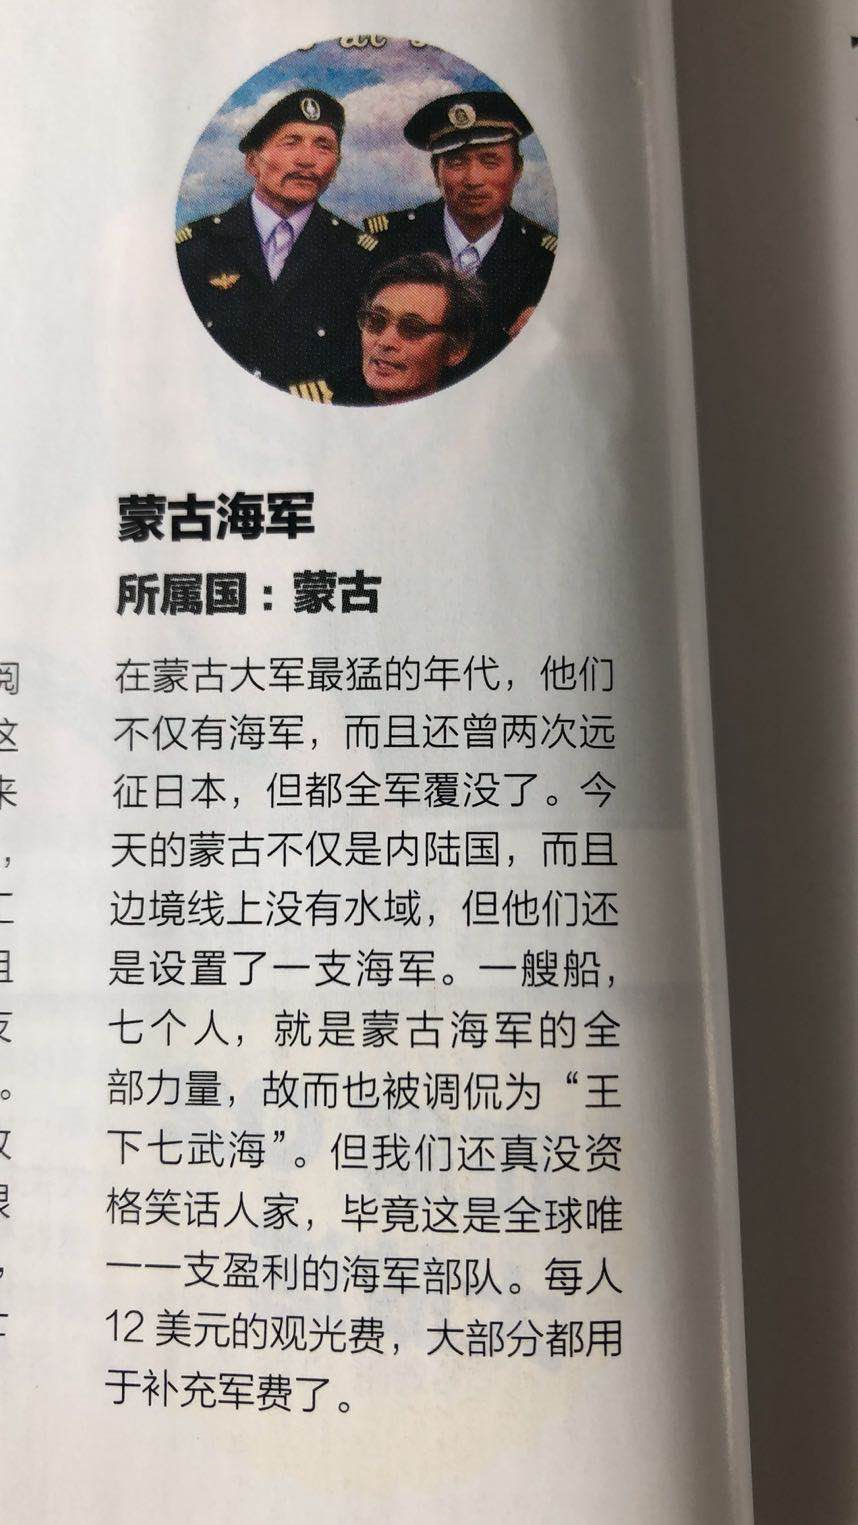 at
蒙古海军
所属国：蒙古
在蒙古大军最猛的年代，他们
不仅有海军，而且还曾两次远
征日本，但都全军覆没了。今
天的蒙古不仅是内陆国，而且
边境线上没有水域，但他们还
是设置了一支海军。一艘船，
七个人，就是蒙古海军的全
部力量，故而也被调侃为“王
下七武海”。但我们还真没资
格笑话人家，毕竟这是全球唯
一一支盈利的海军部队。每人
12 美元的观光费，大部分都用
于补充军费了。
阅
这
来
，
且
。
，